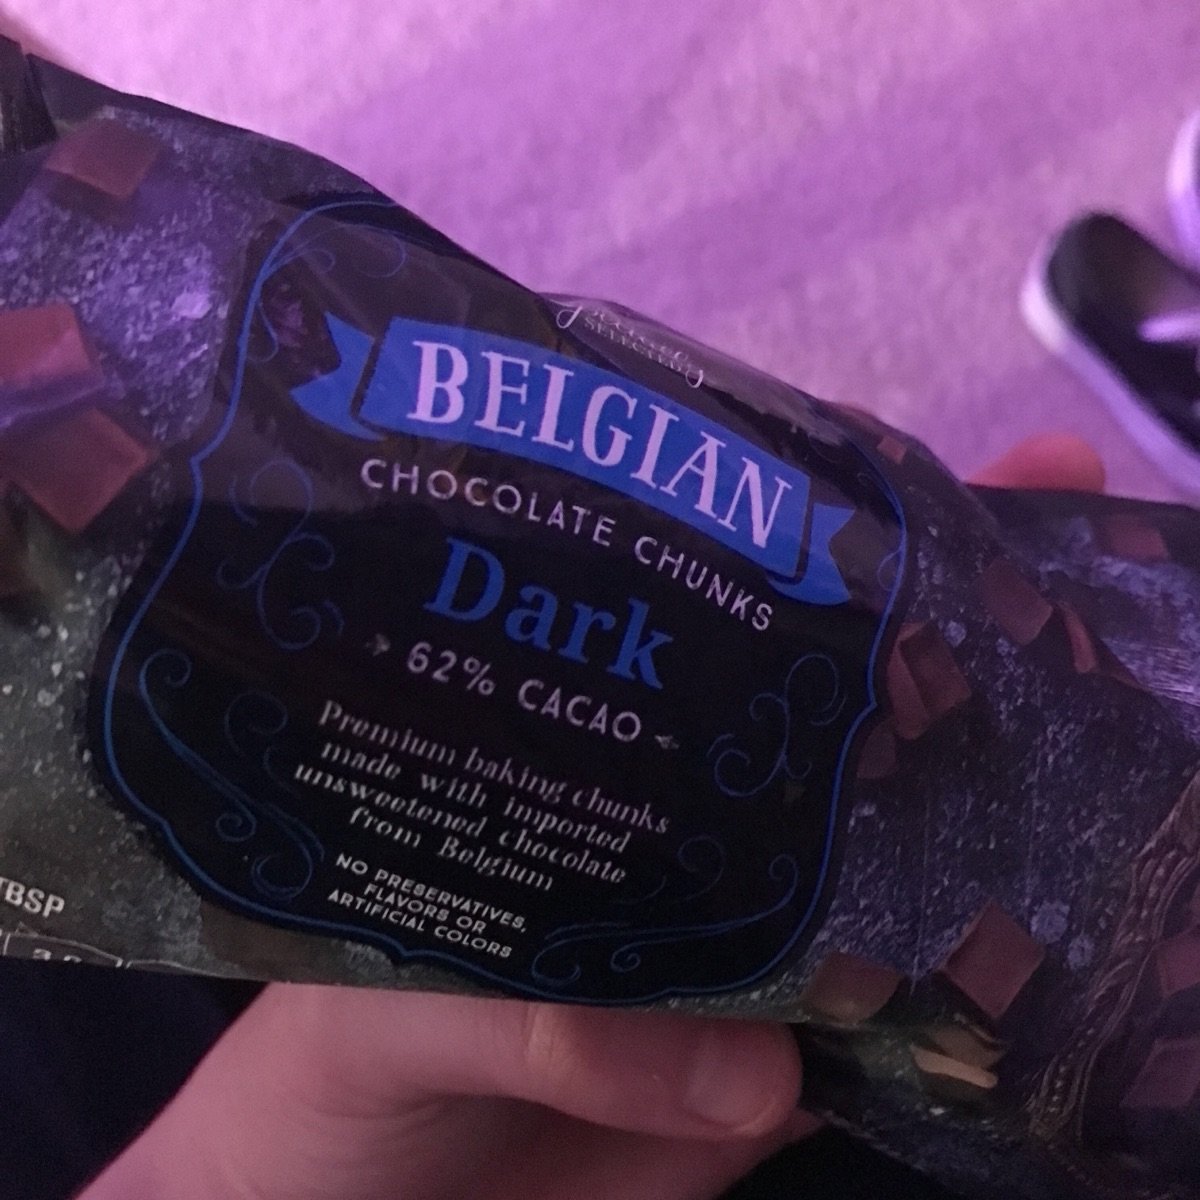 SELECTED
BELGIAN
CHOCOLATE CHUNKS
Dark
62% CACAO
Premium baking chunks
made with imported
unsweetened chocolate
from Belgium
NO PRESERVATIVES,
FLAVORS OR
ARTIFICIAL COLORS
TBSP